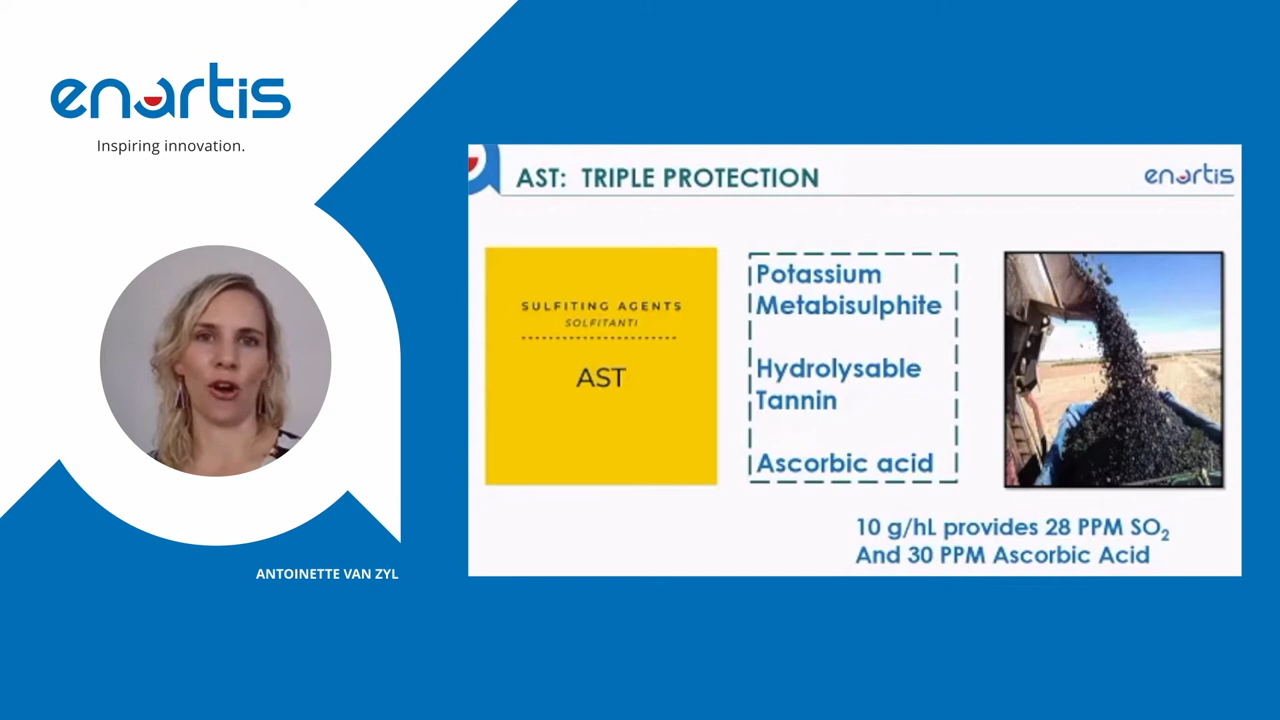 enartis
Inspiring innovation.
ANTOINETTE VAN ZYL
AST: TRIPLE PROTECTION
enartis
SULFITING AGENTS
SOLFITANTI
AST
Potassium
Metabisulphite
Hydrolysable
Tannin
Ascorbic acid
10 g/hL provides 28 PPM SO₂
And 30 PPM Ascorbic Acid